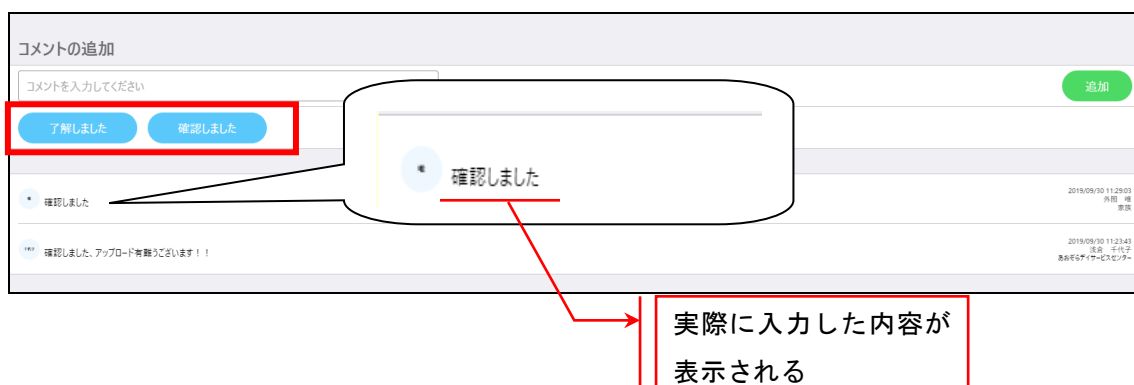 コメントの追加
コメントを入力してください
追加
了解しました
確認しました
確認しました
確認しました
2019/09/30 11:29:03
家族
確認しました、アップロード有難うございます！！
2019/09/30 11:23:43
浅倉 千代子
あおぞらデイサービスセンター
実際に入力した内容が
表示される